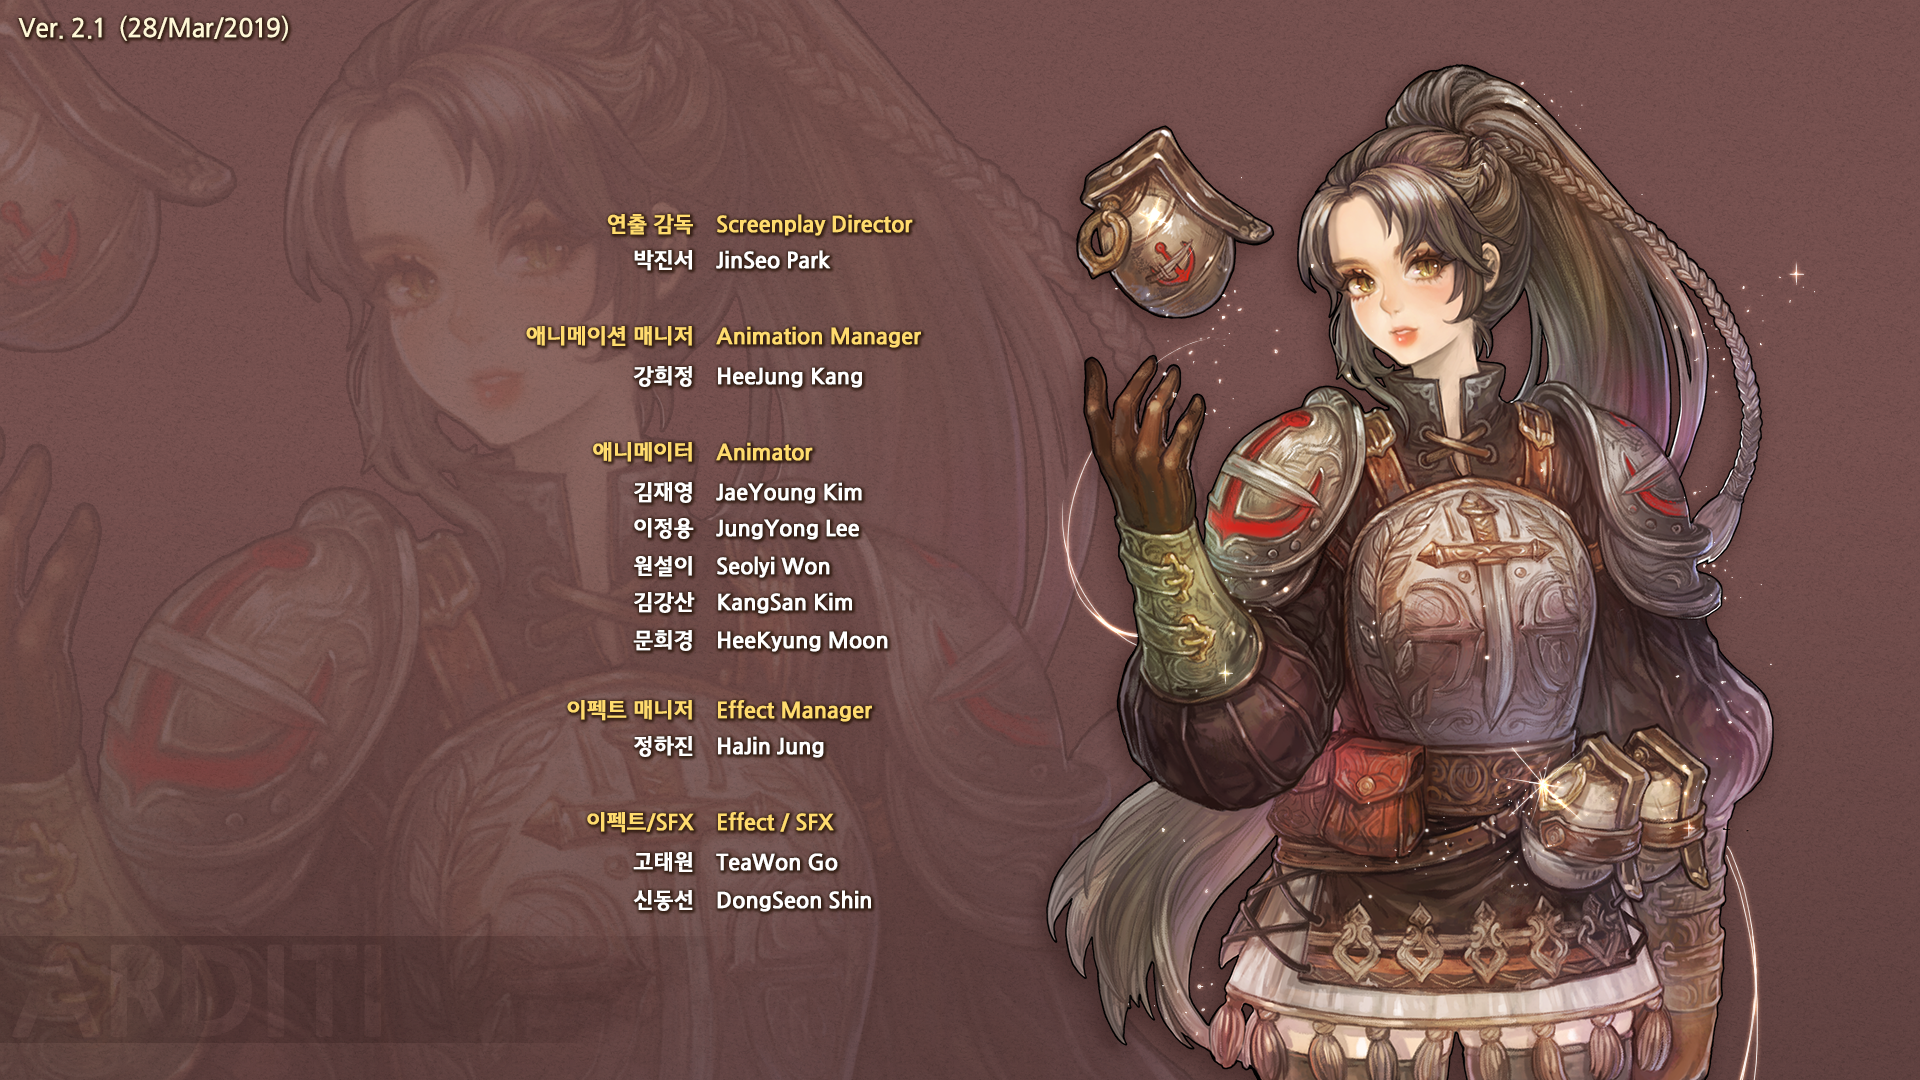 Ver. 2.1 (28/Mar/2019)
연출 감독 Screenplay Director
박진서 JinSeo Park
애니메이션 매니저 Animation Manager
강희정 HeeJung Kang
애니메이터 Animator
김재영 JaeYoung Kim
이정용 JungYong Lee
원설이 Seolyi Won
김강산 KangSan Kim
문희경 HeeKyung Moon
이펙트 매니저 Effect Manager
정하진 HaJin Jung
이펙트/SFX Effect / SFX
고태원 TeaWon Go
신동선 DongSeon Shin
ARDITI